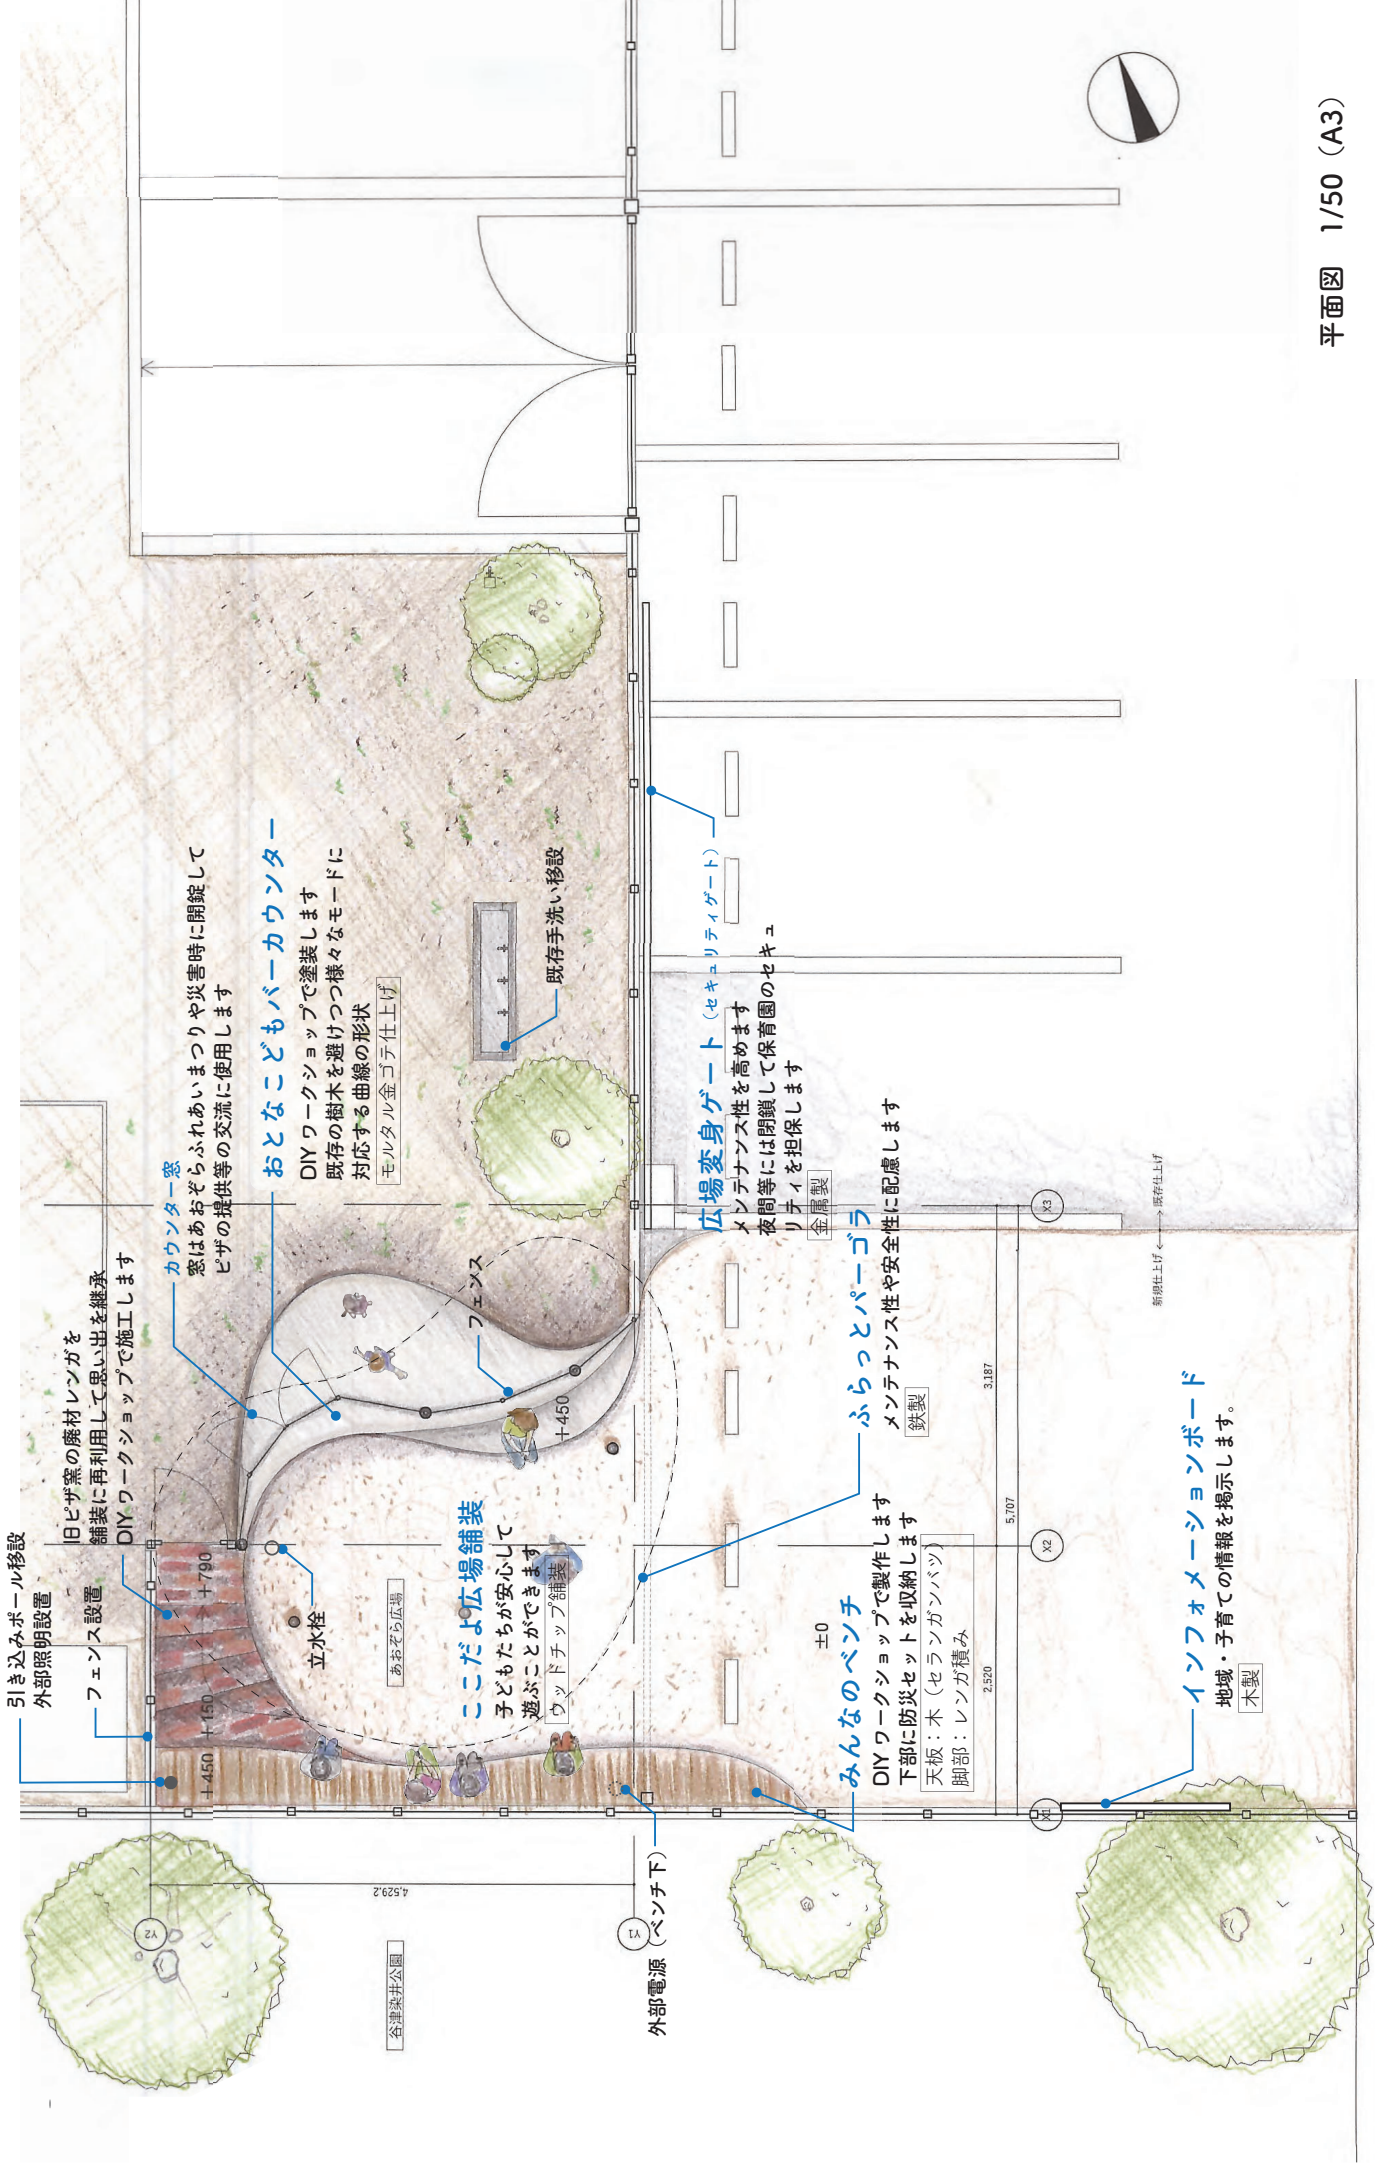 引き込みポール移設
外部照明設置
フェンス設置
旧ピザ窯の廃材レンガを
舗装に再利用して思い出を継承
DIYワークショップで施工します
カウンター窓
窓はあおぞらふれあいまつりや災害時に開錠して
ピザの提供等の交流に使用します
おとなこどもバーカウンター
DIYワークショップで塗装します
既存の樹木を避けつつ様々なモードに
対応する曲線の形状
モルタル金ゴテ仕上げ
既存手洗い移設
フェンス
+450
+150
+790
+450
立水栓
あおぞら広場
ここだよ広場舗装
子どもたちが安心して
遊ぶことができます
ウッドチップ舗装
広場変身ゲート(セキュリティゲート)
メンテナンス性を高めます
夜間等には閉鎖して保育園のセキュ
リティを担保します
金属製
ふらっとパーゴラ
メンテナンス性や安全性に配慮します
鉄製
±0
みんなのベンチ
DIYワークショップで製作します
下部に防災セットを収納します
天板：木(セランガンバツ)
脚部：レンガ積み
外部電源(ベンチ下)
谷津染井公園
インフォメーションボード
地域・子育ての情報を掲示します。
木製
新規仕上げ
既存仕上げ
X1
X2
X3
Y1
Y2
2,520
3,187
5,707
4,529.2
平面図 1/50(A3)